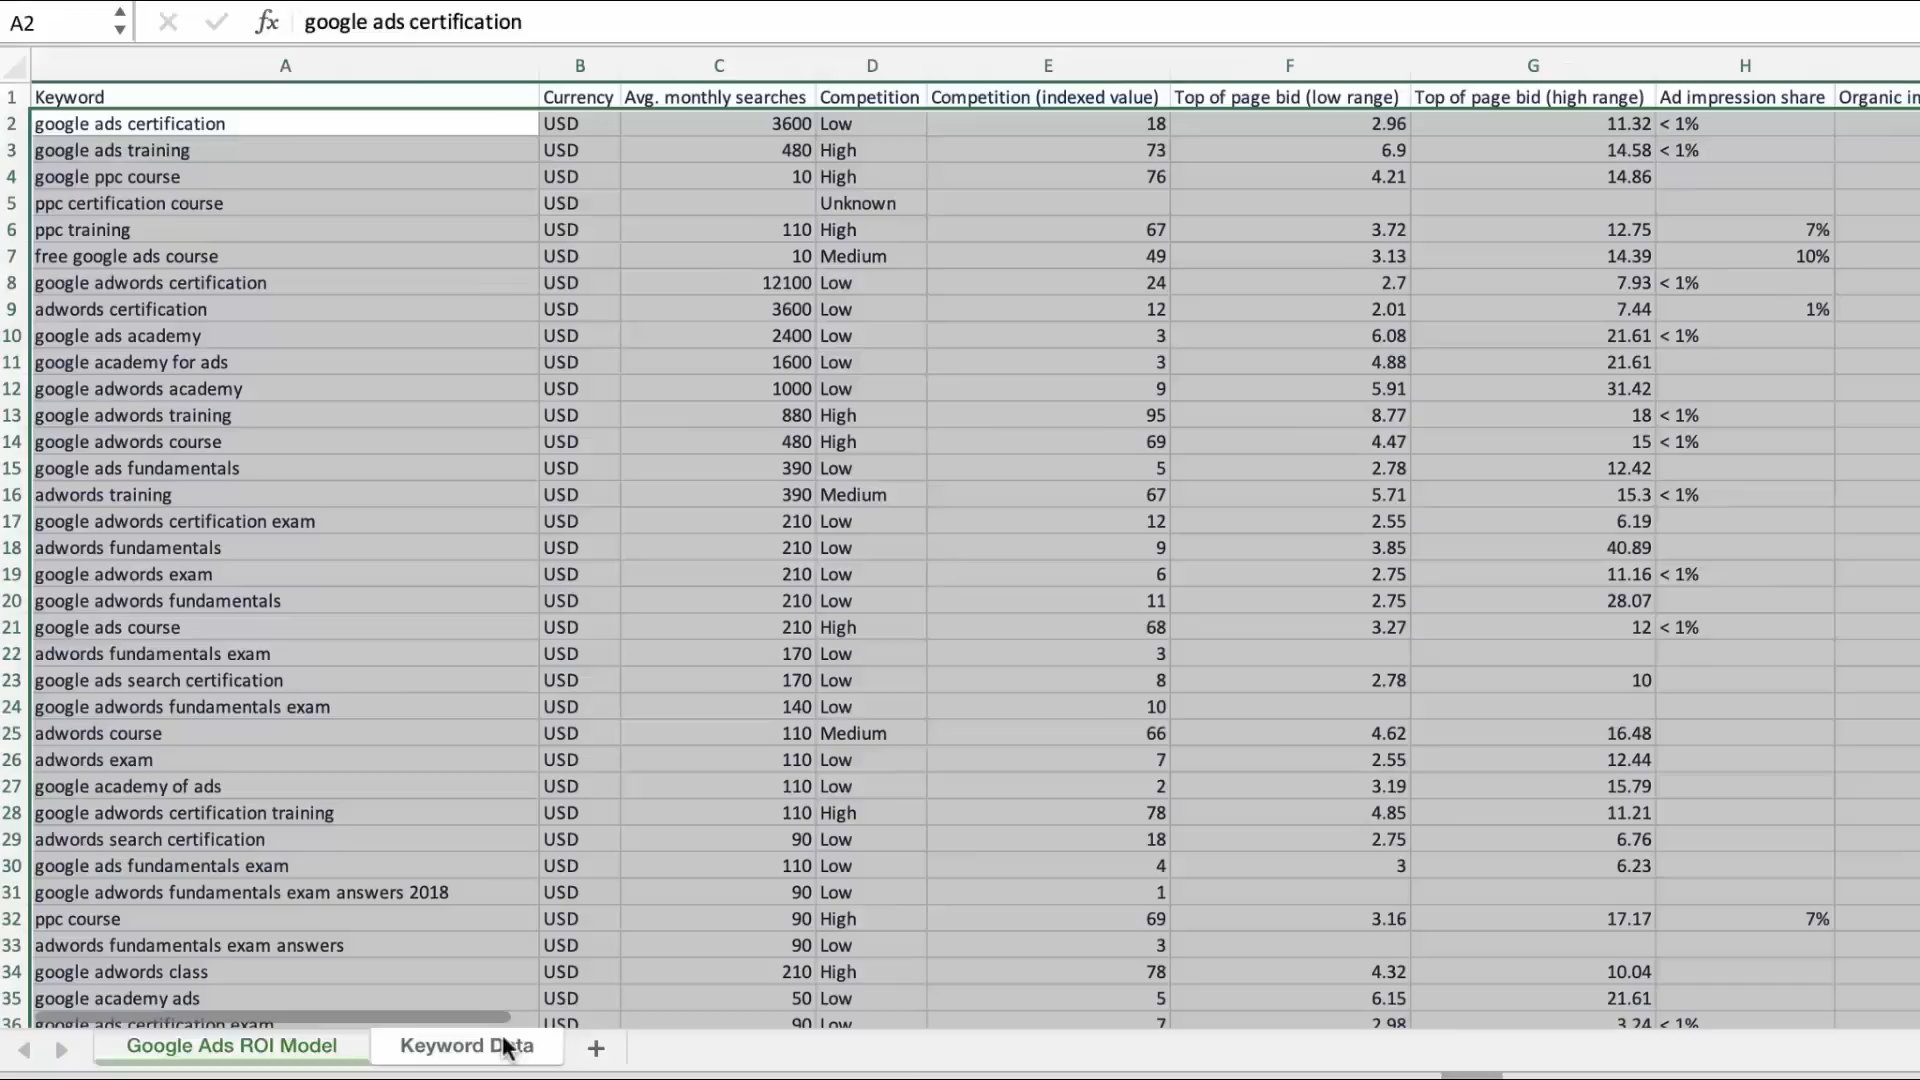 A2 fx google ads certification
A B C D E F G H
1 Keyword Currency Avg. monthly searches Competition Competition (indexed value) Top of page bid (low range) Top of page bid (high range) Ad impression share Organic
2 google ads certification USD 3600 Low 18 2.96 11.32 < 1%
3 google ads training USD 480 High 73 6.9 14.58 < 1%
4 google ppc course USD 10 High 76 4.21 14.86
5 ppc certification course USD Unknown
6 ppc training USD 110 High 67 3.72 12.75 7%
7 free google ads course USD 10 Medium 49 3.13 14.39 10%
8 google adwords certification USD 12100 Low 24 2.7 7.93 < 1%
9 adwords certification USD 3600 Low 12 2.01 7.44 1%
10 google ads academy USD 2400 Low 3 6.08 21.61 < 1%
11 google academy for ads USD 1600 Low 3 4.88 21.61
12 google adwords academy USD 1000 Low 9 5.91 31.42
13 google adwords training USD 880 High 95 8.77 18 < 1%
14 google adwords course USD 480 High 69 4.47 15 < 1%
15 google ads fundamentals USD 390 Low 5 2.78 12.42
16 adwords training USD 390 Medium 67 5.71 15.3 < 1%
17 google adwords certification exam USD 210 Low 12 2.55 6.19
18 adwords fundamentals USD 210 Low 9 3.85 40.89
19 google adwords exam USD 210 Low 6 2.75 11.16 < 1%
20 google adwords fundamentals USD 210 Low 11 2.75 28.07
21 google ads course USD 210 High 68 3.27 12 < 1%
22 adwords fundamentals exam USD 170 Low 3
23 google ads search certification USD 170 Low 8 2.78 10
24 google adwords fundamentals exam USD 140 Low 10
25 adwords course USD 110 Medium 66 4.62 16.48
26 adwords exam USD 110 Low 7 2.55 12.44
27 google academy of ads USD 110 Low 2 3.19 15.79
28 google adwords certification training USD 110 High 78 4.85 11.21
29 adwords search certification USD 90 Low 18 2.75 6.76
30 google ads fundamentals exam USD 110 Low 4 3 6.23
31 google adwords fundamentals exam answers 2018 USD 90 Low 1
32 ppc course USD 90 High 69 3.16 17.17 7%
33 adwords fundamentals exam answers USD 90 Low 3
34 google adwords class USD 210 High 78 4.32 10.04
35 google academy ads USD 50 Low 5 6.15 21.61
36 google ads certification exam USD 90 Low 7 2.98 3.24 < 1%
Google Ads ROI Model Keyword Data +